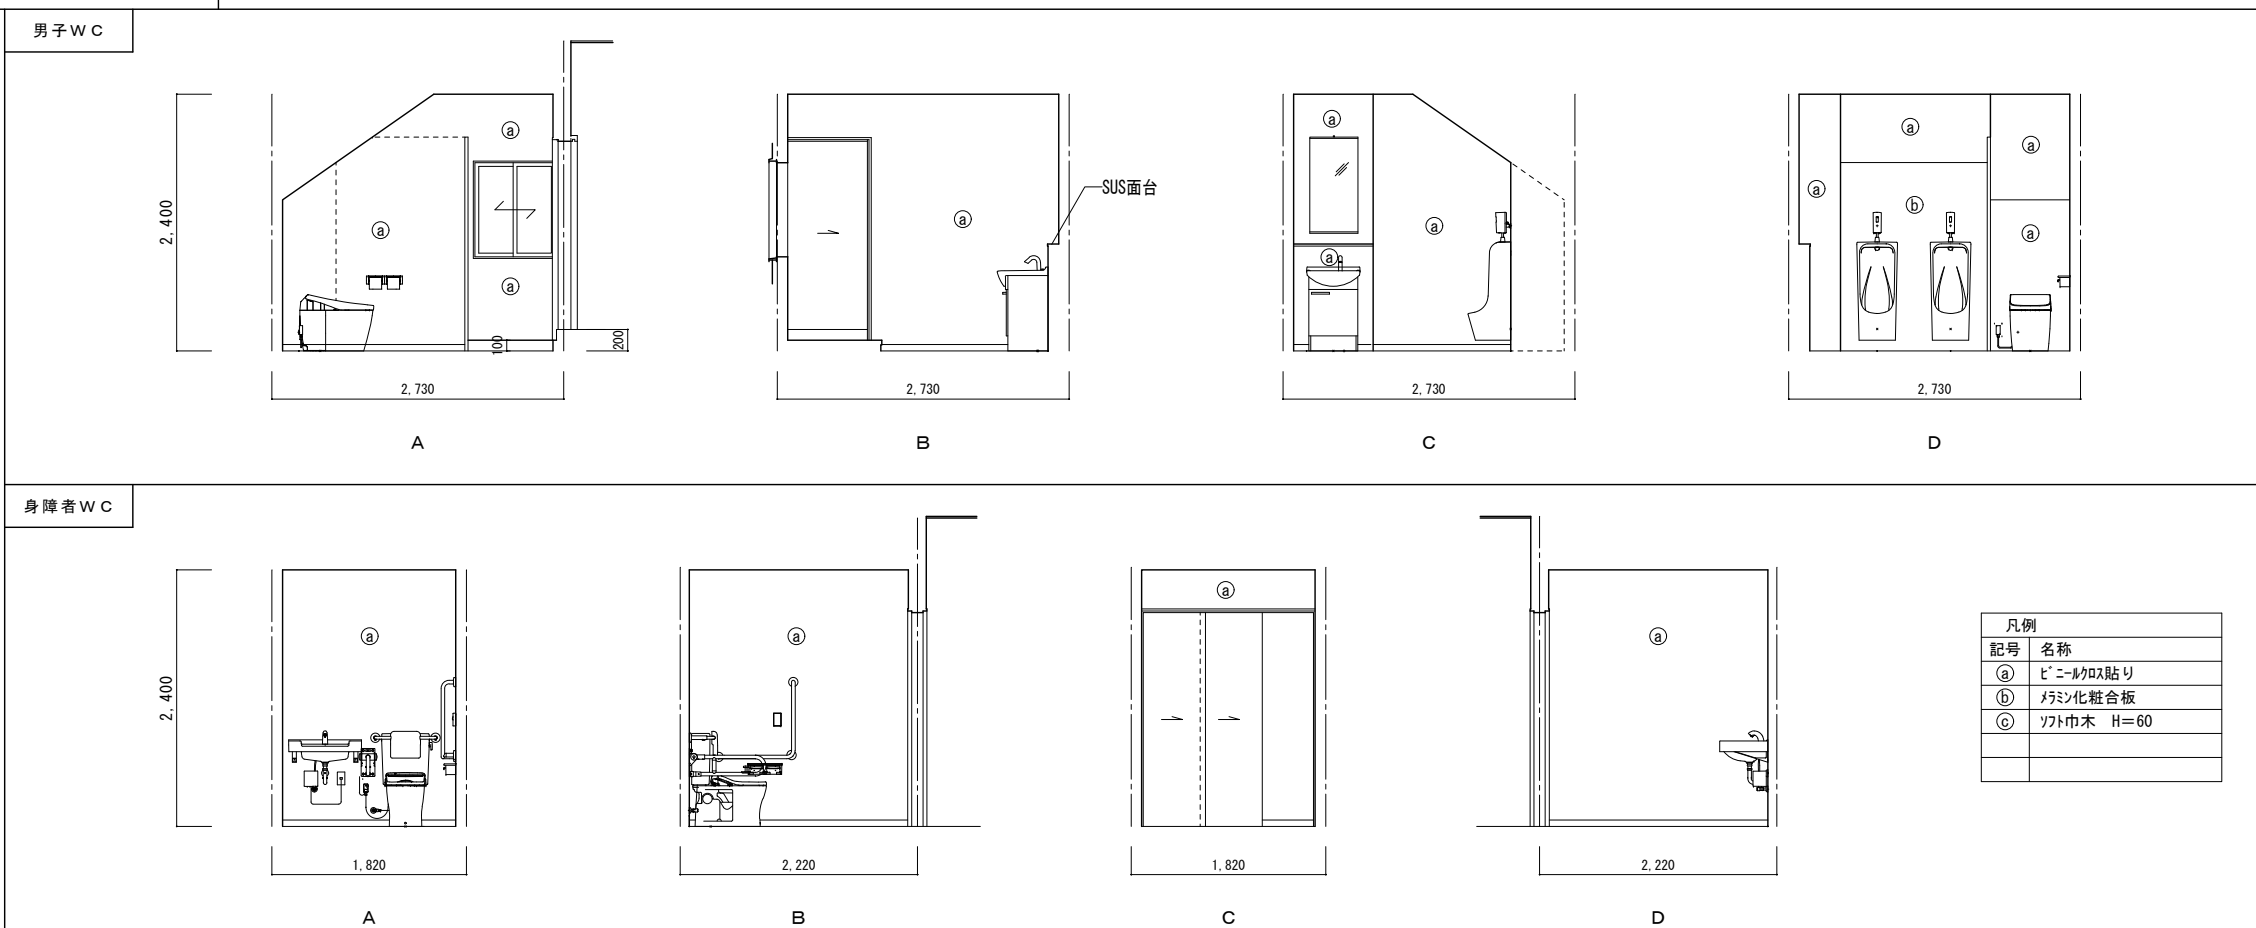 男子WC
2,400
ⓐ
ⓐ
ⓐ
100
200
2,730
A
ⓐ
SUS面台
2,730
B
ⓐ
ⓐ
ⓐ
2,730
C
ⓐ
ⓐ
ⓐ
ⓑ
ⓐ
2,730
D
身障者WC
2,400
ⓐ
1,820
A
ⓐ
2,220
B
ⓐ
1,820
C
ⓐ
2,220
D
凡例
記号 名称
ⓐ ﾋﾞﾆｰﾙｸﾛｽ貼り
ⓑ ﾒﾗﾐﾝ化粧合板
ⓒ ｿﾌﾄ巾木 H=60